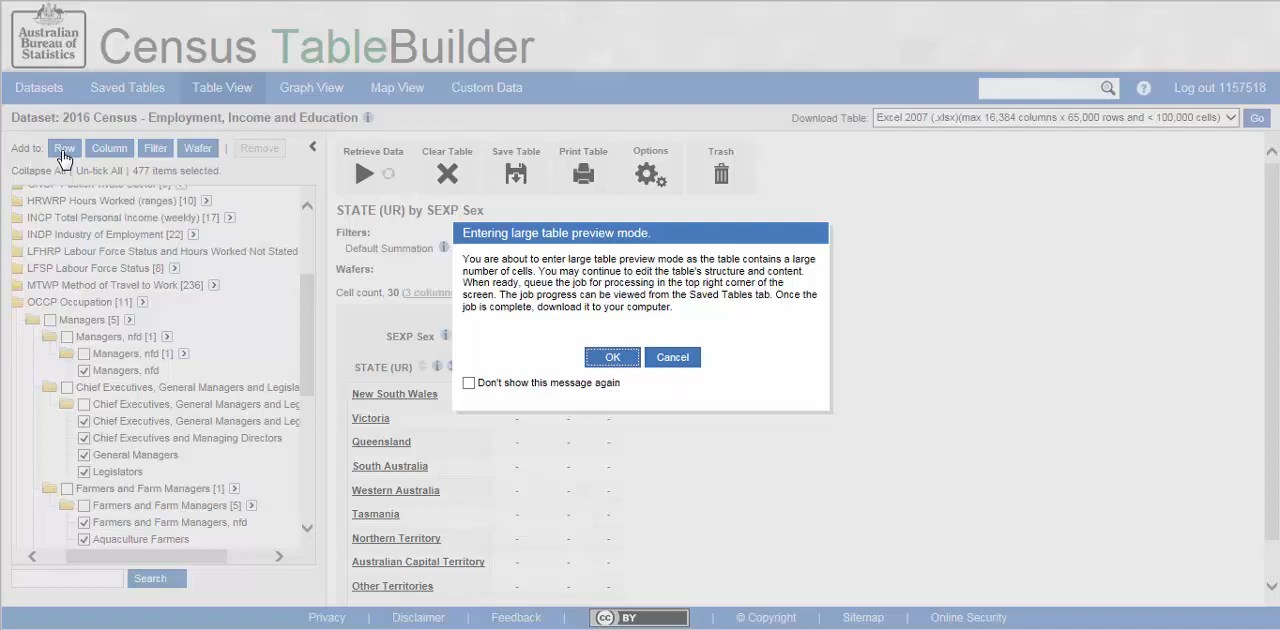 Australian
Bureau of
Statistics
Census TableBuilder
Datasets Saved Tables Table View Graph View Map View Custom Data Log out 1157518
Dataset: 2016 Census - Employment, Income and Education
Download Table: Excel 2007 (.xlsx)(max 16,384 columns x 65,000 rows and < 100,000 cells) Go
Add to: Row Column Filter Wafer | Remove
Collapse All | Un-tick All | 477 items selected.
HRWRP Hours Worked (ranges) [10]
INCP Total Personal Income (weekly) [17]
INDP Industry of Employment [22]
LFHRP Labour Force Status and Hours Worked Not Stated
LFSP Labour Force Status [8]
MTWP Method of Travel to Work [236]
OCCP Occupation [11]
Managers [5]
Managers, nfd [1]
Managers, nfd [1]
Managers, nfd
Chief Executives, General Managers and Legisla
Chief Executives, General Managers and Leg
Chief Executives, General Managers and Leg
Chief Executives and Managing Directors
General Managers
Legislators
Farmers and Farm Managers [1]
Farmers and Farm Managers [5]
Farmers and Farm Managers, nfd
Aquaculture Farmers
Search
Retrieve Data Clear Table Save Table Print Table Options Trash
STATE (UR) by SEXP Sex
Filters:
Default Summation
Wafers:
Cell count, 30 (3 column
SEXP Sex
STATE (UR)
New South Wales
Victoria - - -
Queensland - - -
South Australia - - -
Western Australia - - -
Tasmania - - -
Northern Territory - - -
Australian Capital Territory - - -
Other Territories - - -
Entering large table preview mode.
You are about to enter large table preview mode as the table contains a large
number of cells. You may continue to edit the table's structure and content.
When ready, queue the job for processing in the top right corner of the
screen. The job progress can be viewed from the Saved Tables tab. Once the
job is complete, download it to your computer.
OK Cancel
Don't show this message again
Privacy | Disclaimer | Feedback | cc BY | © Copyright | Sitemap | Online Security